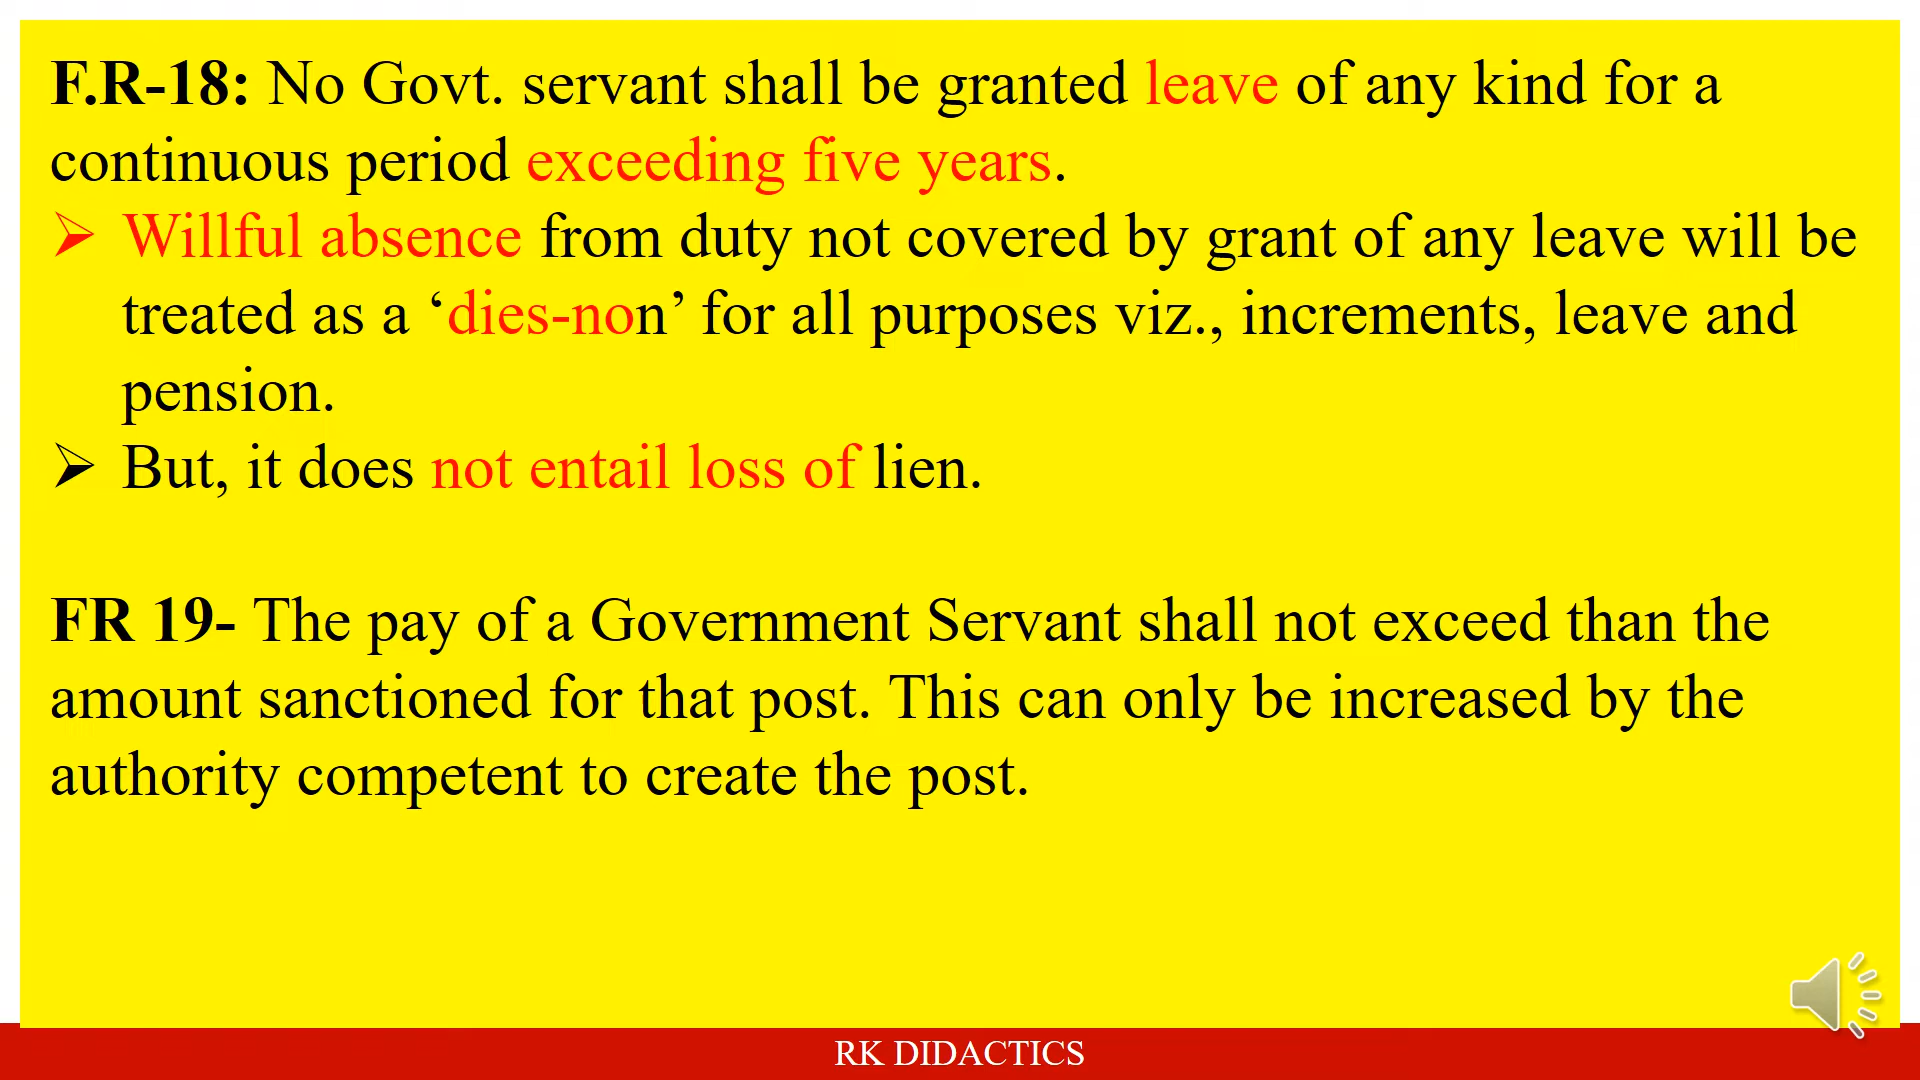 F.R-18: No Govt. servant shall be granted leave of any kind for a
continuous period exceeding five years.
➢ Willful absence from duty not covered by grant of any leave will be
treated as a ‘dies-non’ for all purposes viz., increments, leave and
pension.
➢ But, it does not entail loss of lien.
FR 19- The pay of a Government Servant shall not exceed than the
amount sanctioned for that post. This can only be increased by the
authority competent to create the post.
RK DIDACTICS